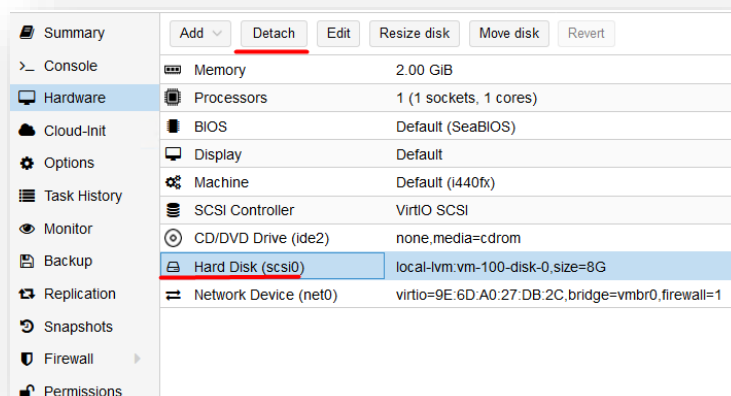 Summary
>_ Console
Hardware
Cloud-Init
Options
Task History
Monitor
Backup
Replication
Snapshots
Firewall
Permissions
Add Detach Edit Resize disk Move disk Revert
Memory 2.00 GiB
Processors 1 (1 sockets, 1 cores)
BIOS Default (SeaBIOS)
Display Default
Machine Default (i440fx)
SCSI Controller VirtIO SCSI
CD/DVD Drive (ide2) none,media=cdrom
Hard Disk (scsi0) local-lvm:vm-100-disk-0,size=8G
Network Device (net0) virtio=9E:6D:A0:27:DB:2C,bridge=vmbr0,firewall=1